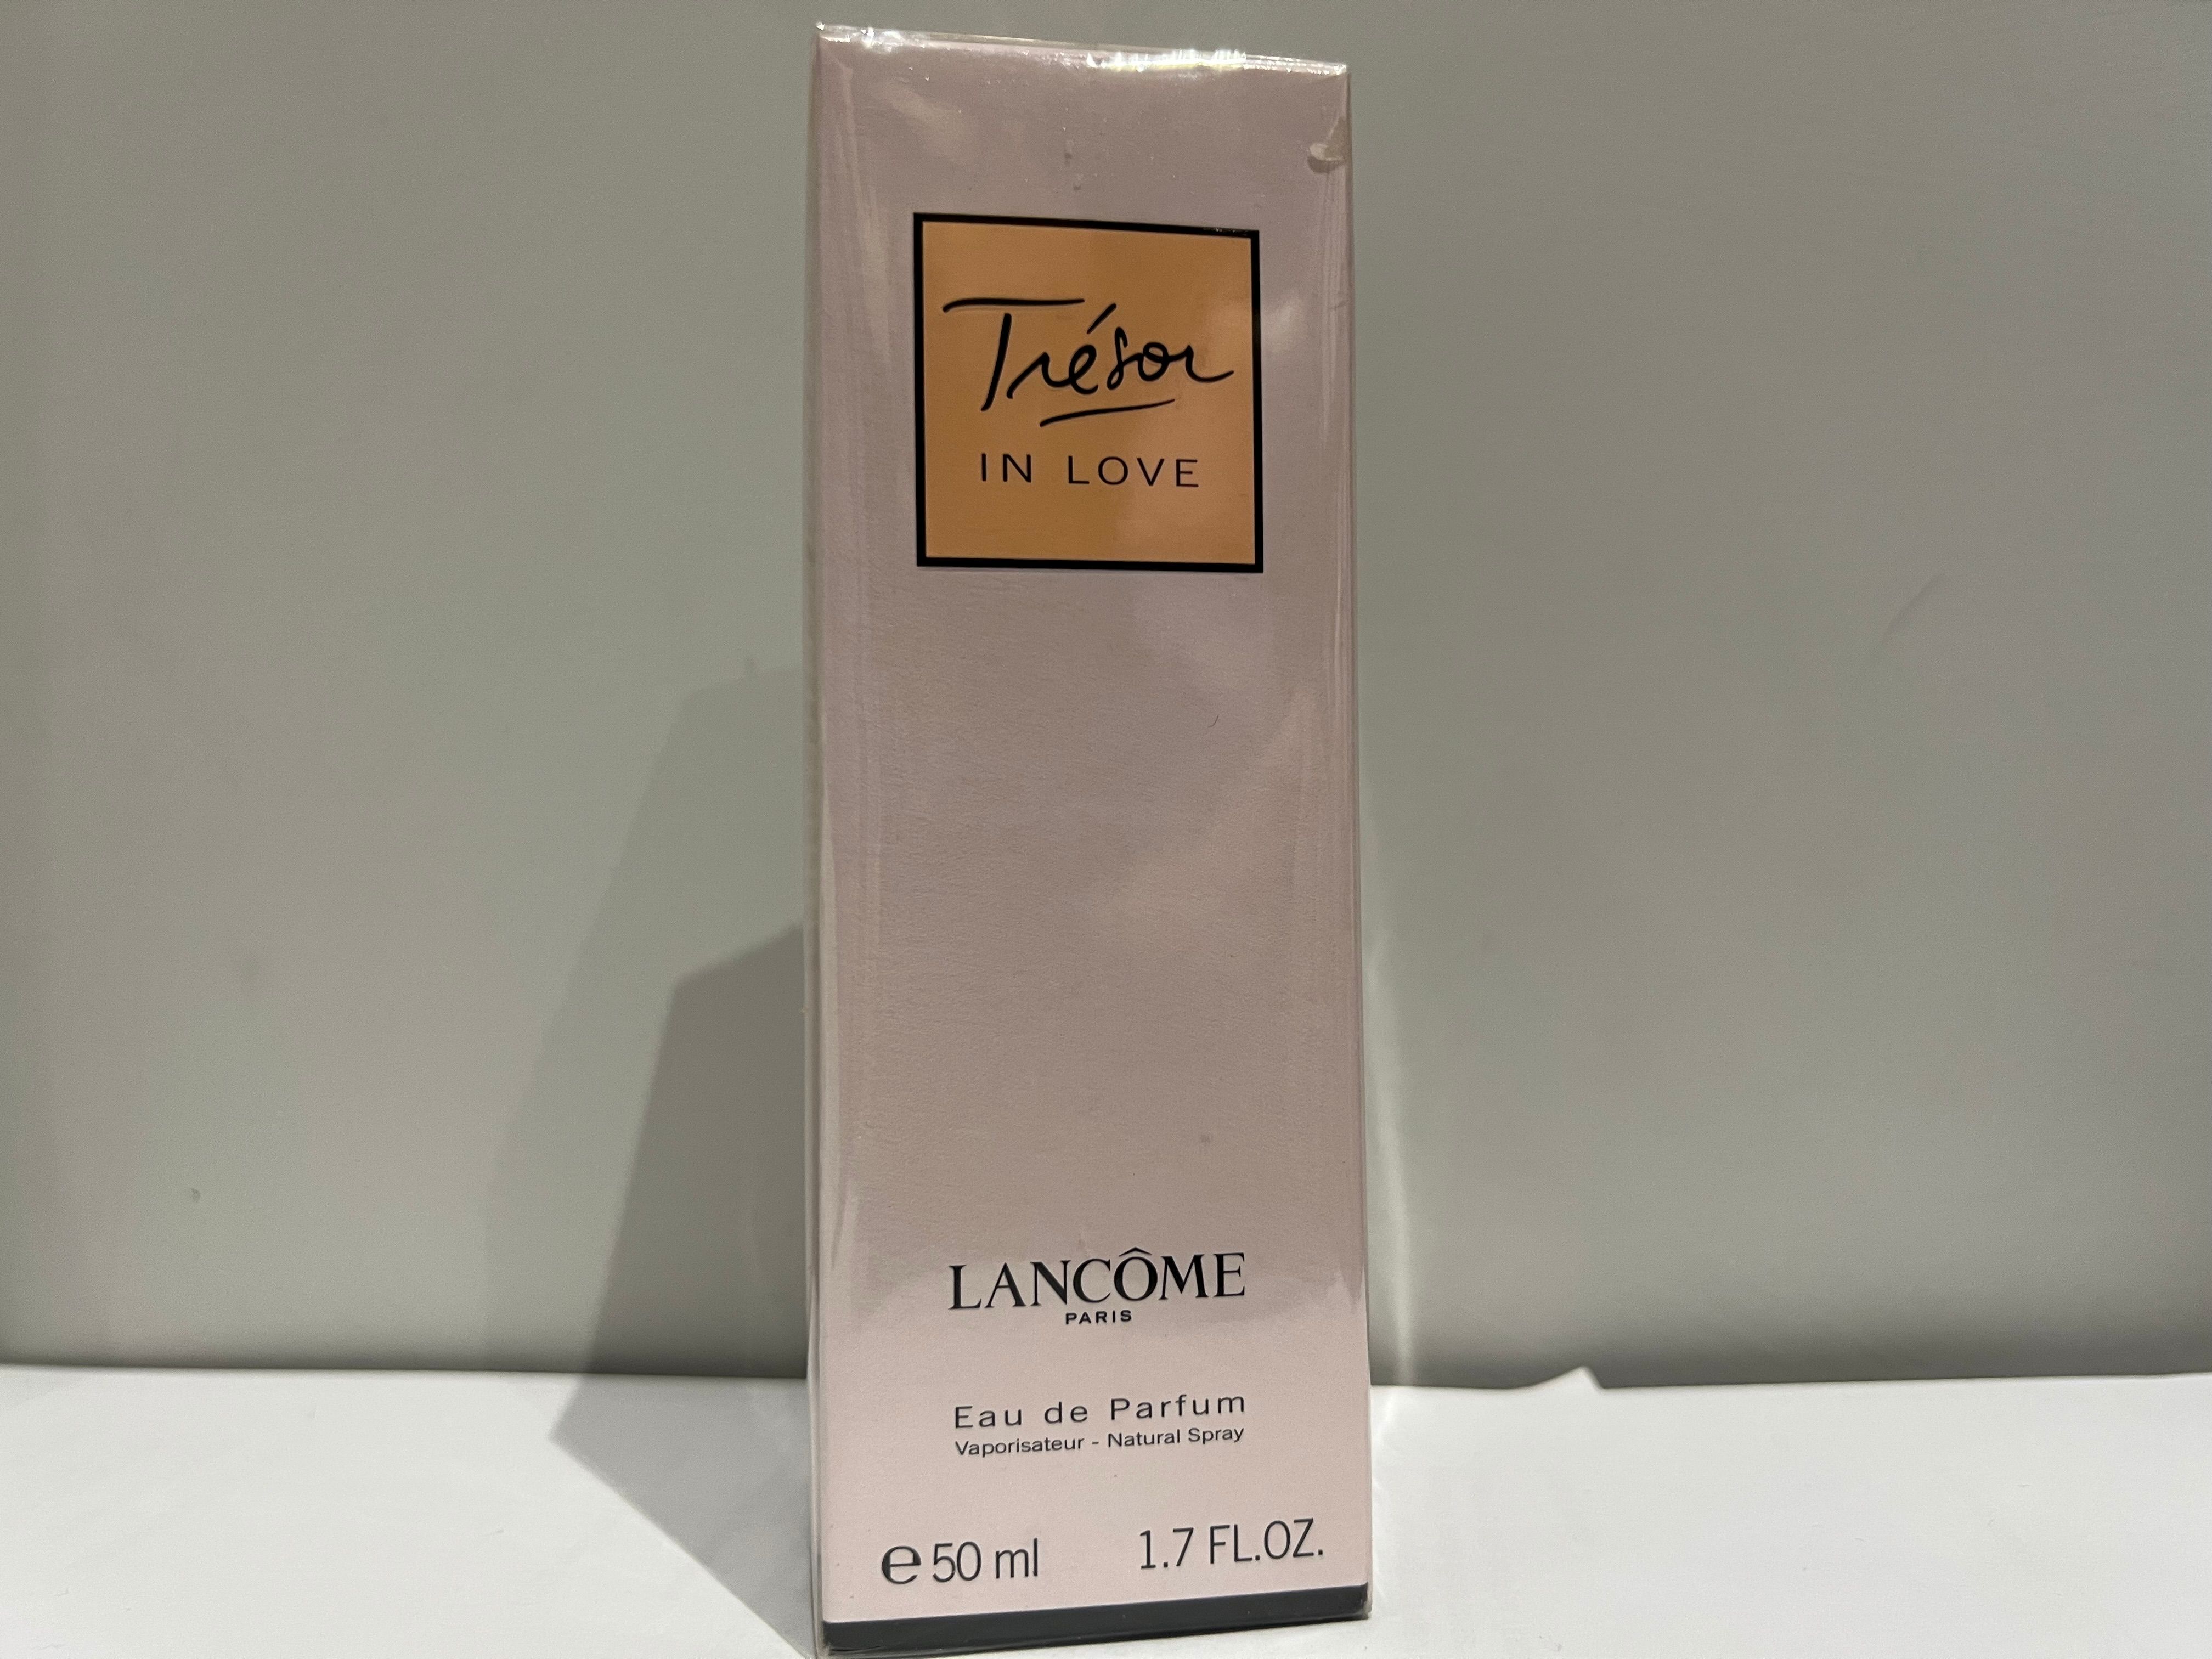 Trésor
IN LOVE
LANCÔME
PARIS
Eau de Parfum
Vaporisateur - Natural Spray
℮ 50 ml 1.7 FL.OZ.